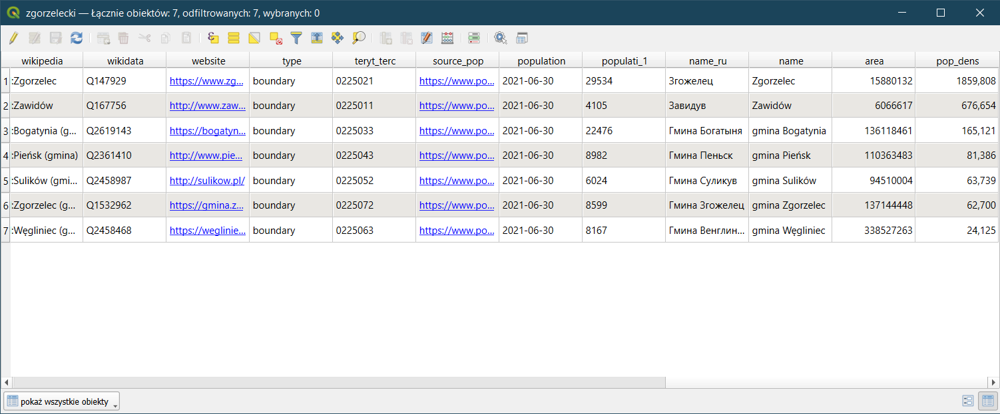 zgorzelecki — Łącznie obiektów: 7, odfiltrowanych: 7, wybranych: 0
wikipedia wikidata website type teryt_terc source_pop population populati_1 name_ru name area pop_dens
1 :Zgorzelec Q147929 https://www.zg... boundary 0225021 https://www.po... 2021-06-30 29534 Згожелец Zgorzelec 15880132 1859,808
2 :Zawidów Q167756 http://www.zaw... boundary 0225011 https://www.po... 2021-06-30 4105 Завидув Zawidów 6066617 676,654
3 :Bogatynia (g... Q2619143 https://bogatyn... boundary 0225033 https://www.po... 2021-06-30 22476 Гмина Богатыня gmina Bogatynia 136118461 165,121
4 :Pieńsk (gmina) Q2361410 http://www.pie... boundary 0225043 https://www.po... 2021-06-30 8982 Гмина Пеньск gmina Pieńsk 110363483 81,386
5 :Sulików (gmi... Q2458987 http://sulikow.pl/ boundary 0225052 https://www.po... 2021-06-30 6024 Гмина Суликув gmina Sulików 94510004 63,739
6 :Zgorzelec (g... Q1532962 https://gmina.z... boundary 0225072 https://www.po... 2021-06-30 8599 Гмина Згожелец gmina Zgorzelec 137144448 62,700
7 :Węgliniec (g... Q2458468 https://weglinie... boundary 0225063 https://www.po... 2021-06-30 8167 Гмина Венглин... gmina Węgliniec 338527263 24,125
pokaż wszystkie obiekty